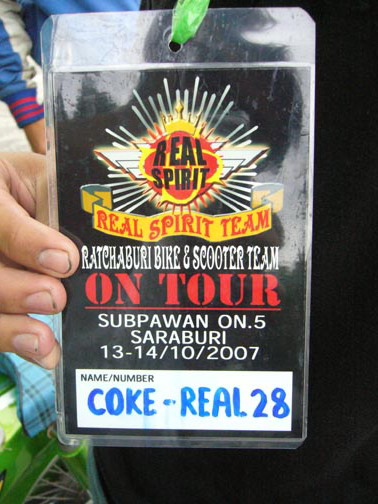 REAL
SPIRIT
REAL SPIRIT TEAM
RATCHABURI BIKE & SCOOTER TEAM
ON TOUR
SUBPAWAN ON.5
SARABURI
13-14/10/2007
NAME/NUMBER
COKE - REAL 28